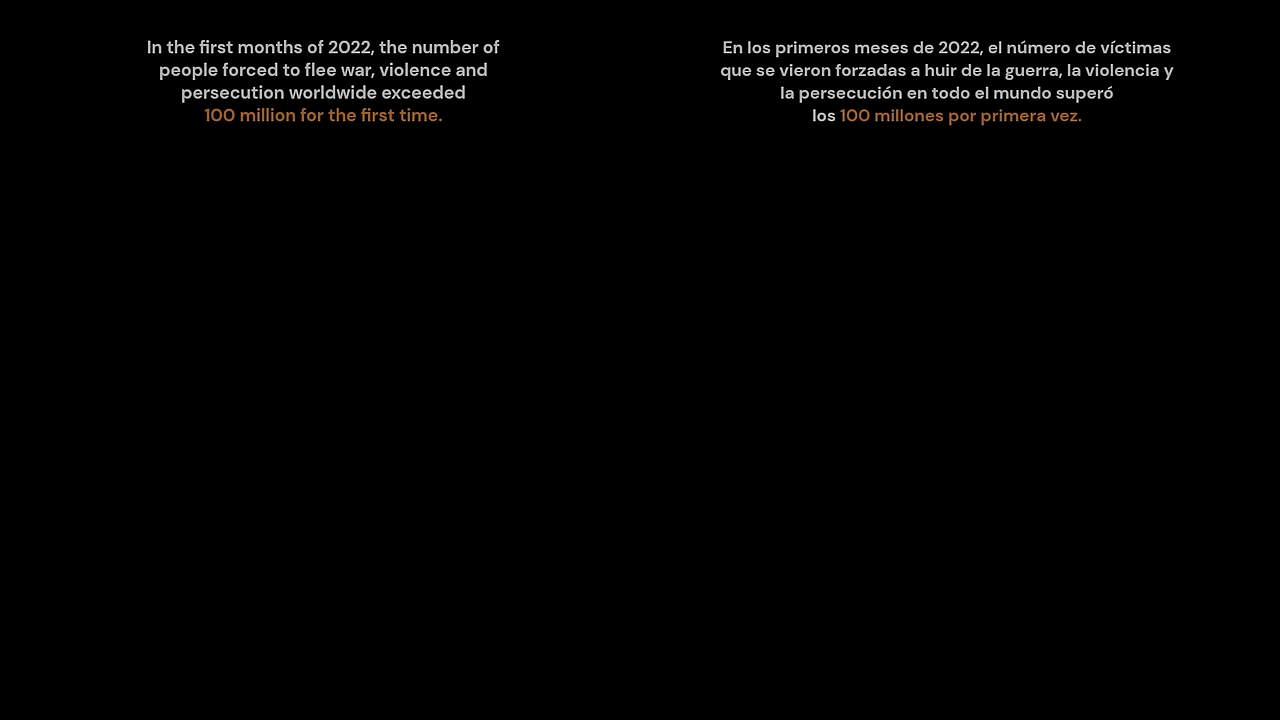 In the first months of 2022, the number of
people forced to flee war, violence and
persecution worldwide exceeded
100 million for the first time.
En los primeros meses de 2022, el número de víctimas
que se vieron forzadas a huir de la guerra, la violencia y
la persecución en todo el mundo superó
los 100 millones por primera vez.